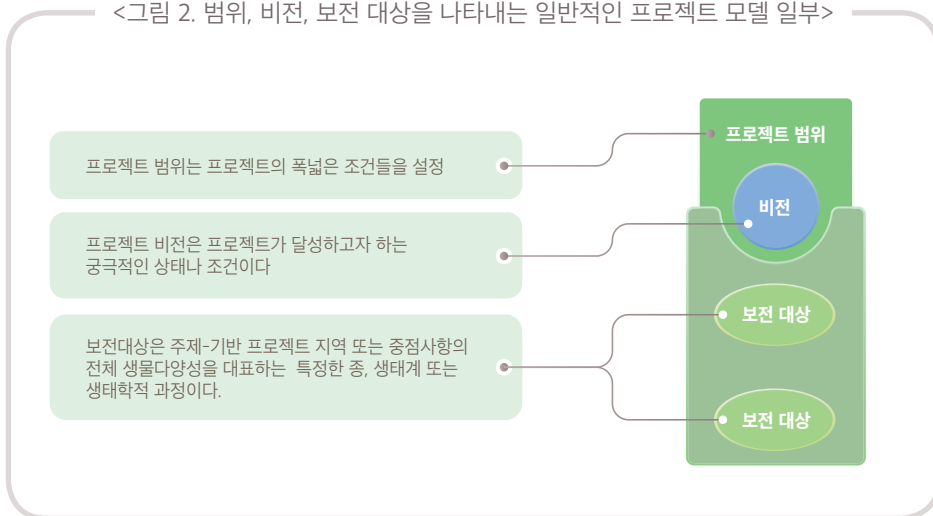 <그림 2. 범위, 비전, 보전 대상을 나타내는 일반적인 프로젝트 모델 일부>
프로젝트 범위는 프로젝트의 폭넓은 조건들을 설정
프로젝트 비전은 프로젝트가 달성하고자 하는
궁극적인 상태나 조건이다
보전대상은 주제-기반 프로젝트 지역 또는 중점사항의
전체 생물다양성을 대표하는 특정한 종, 생태계 또는
생태학적 과정이다.
프로젝트 범위
비전
보전 대상
보전 대상